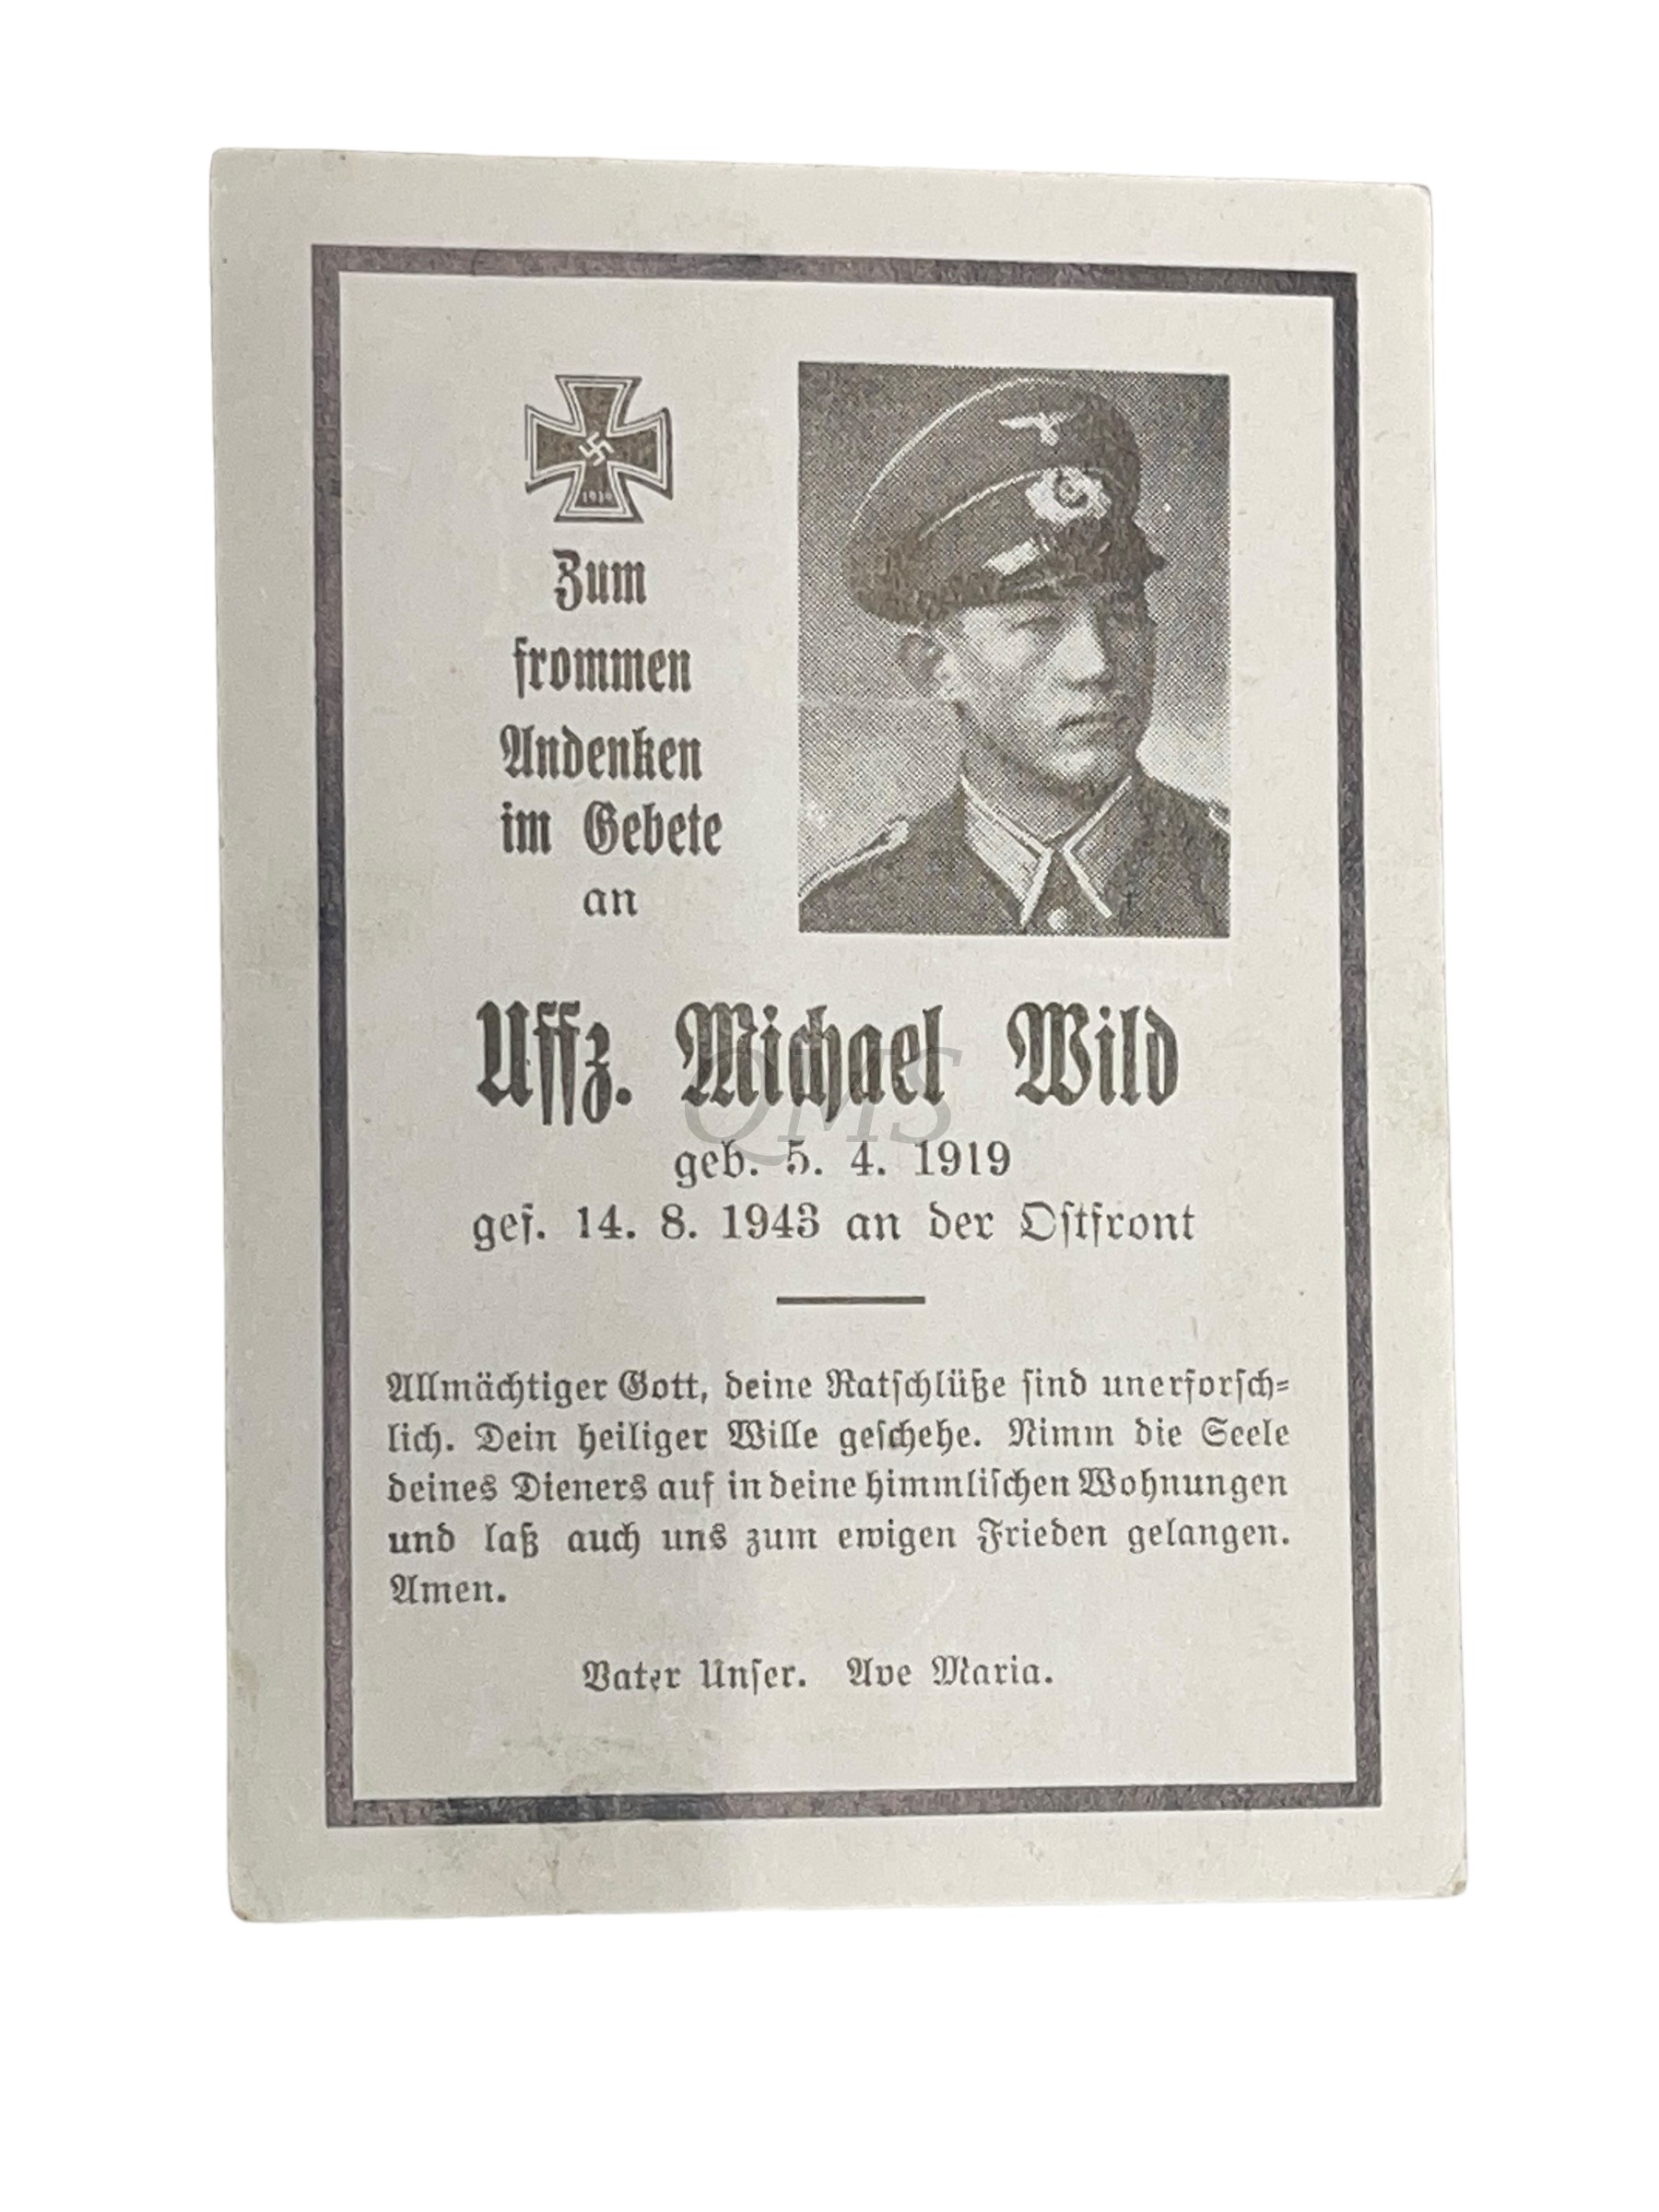 1939
Zum
frommen
Andenken
im Gebete
an
Uffz. Michael Wild
QMS
geb. 5. 4. 1919
gef. 14. 8. 1943 an der Ostfront
Allmächtiger Gott, deine Ratschlüße sind unerforsch-
lich. Dein heiliger Wille geschehe. Nimm die Seele
deines Dieners auf in deine himmlischen Wohnungen
und laß auch uns zum ewigen Frieden gelangen.
Amen.
Vater Unser. Ave Maria.